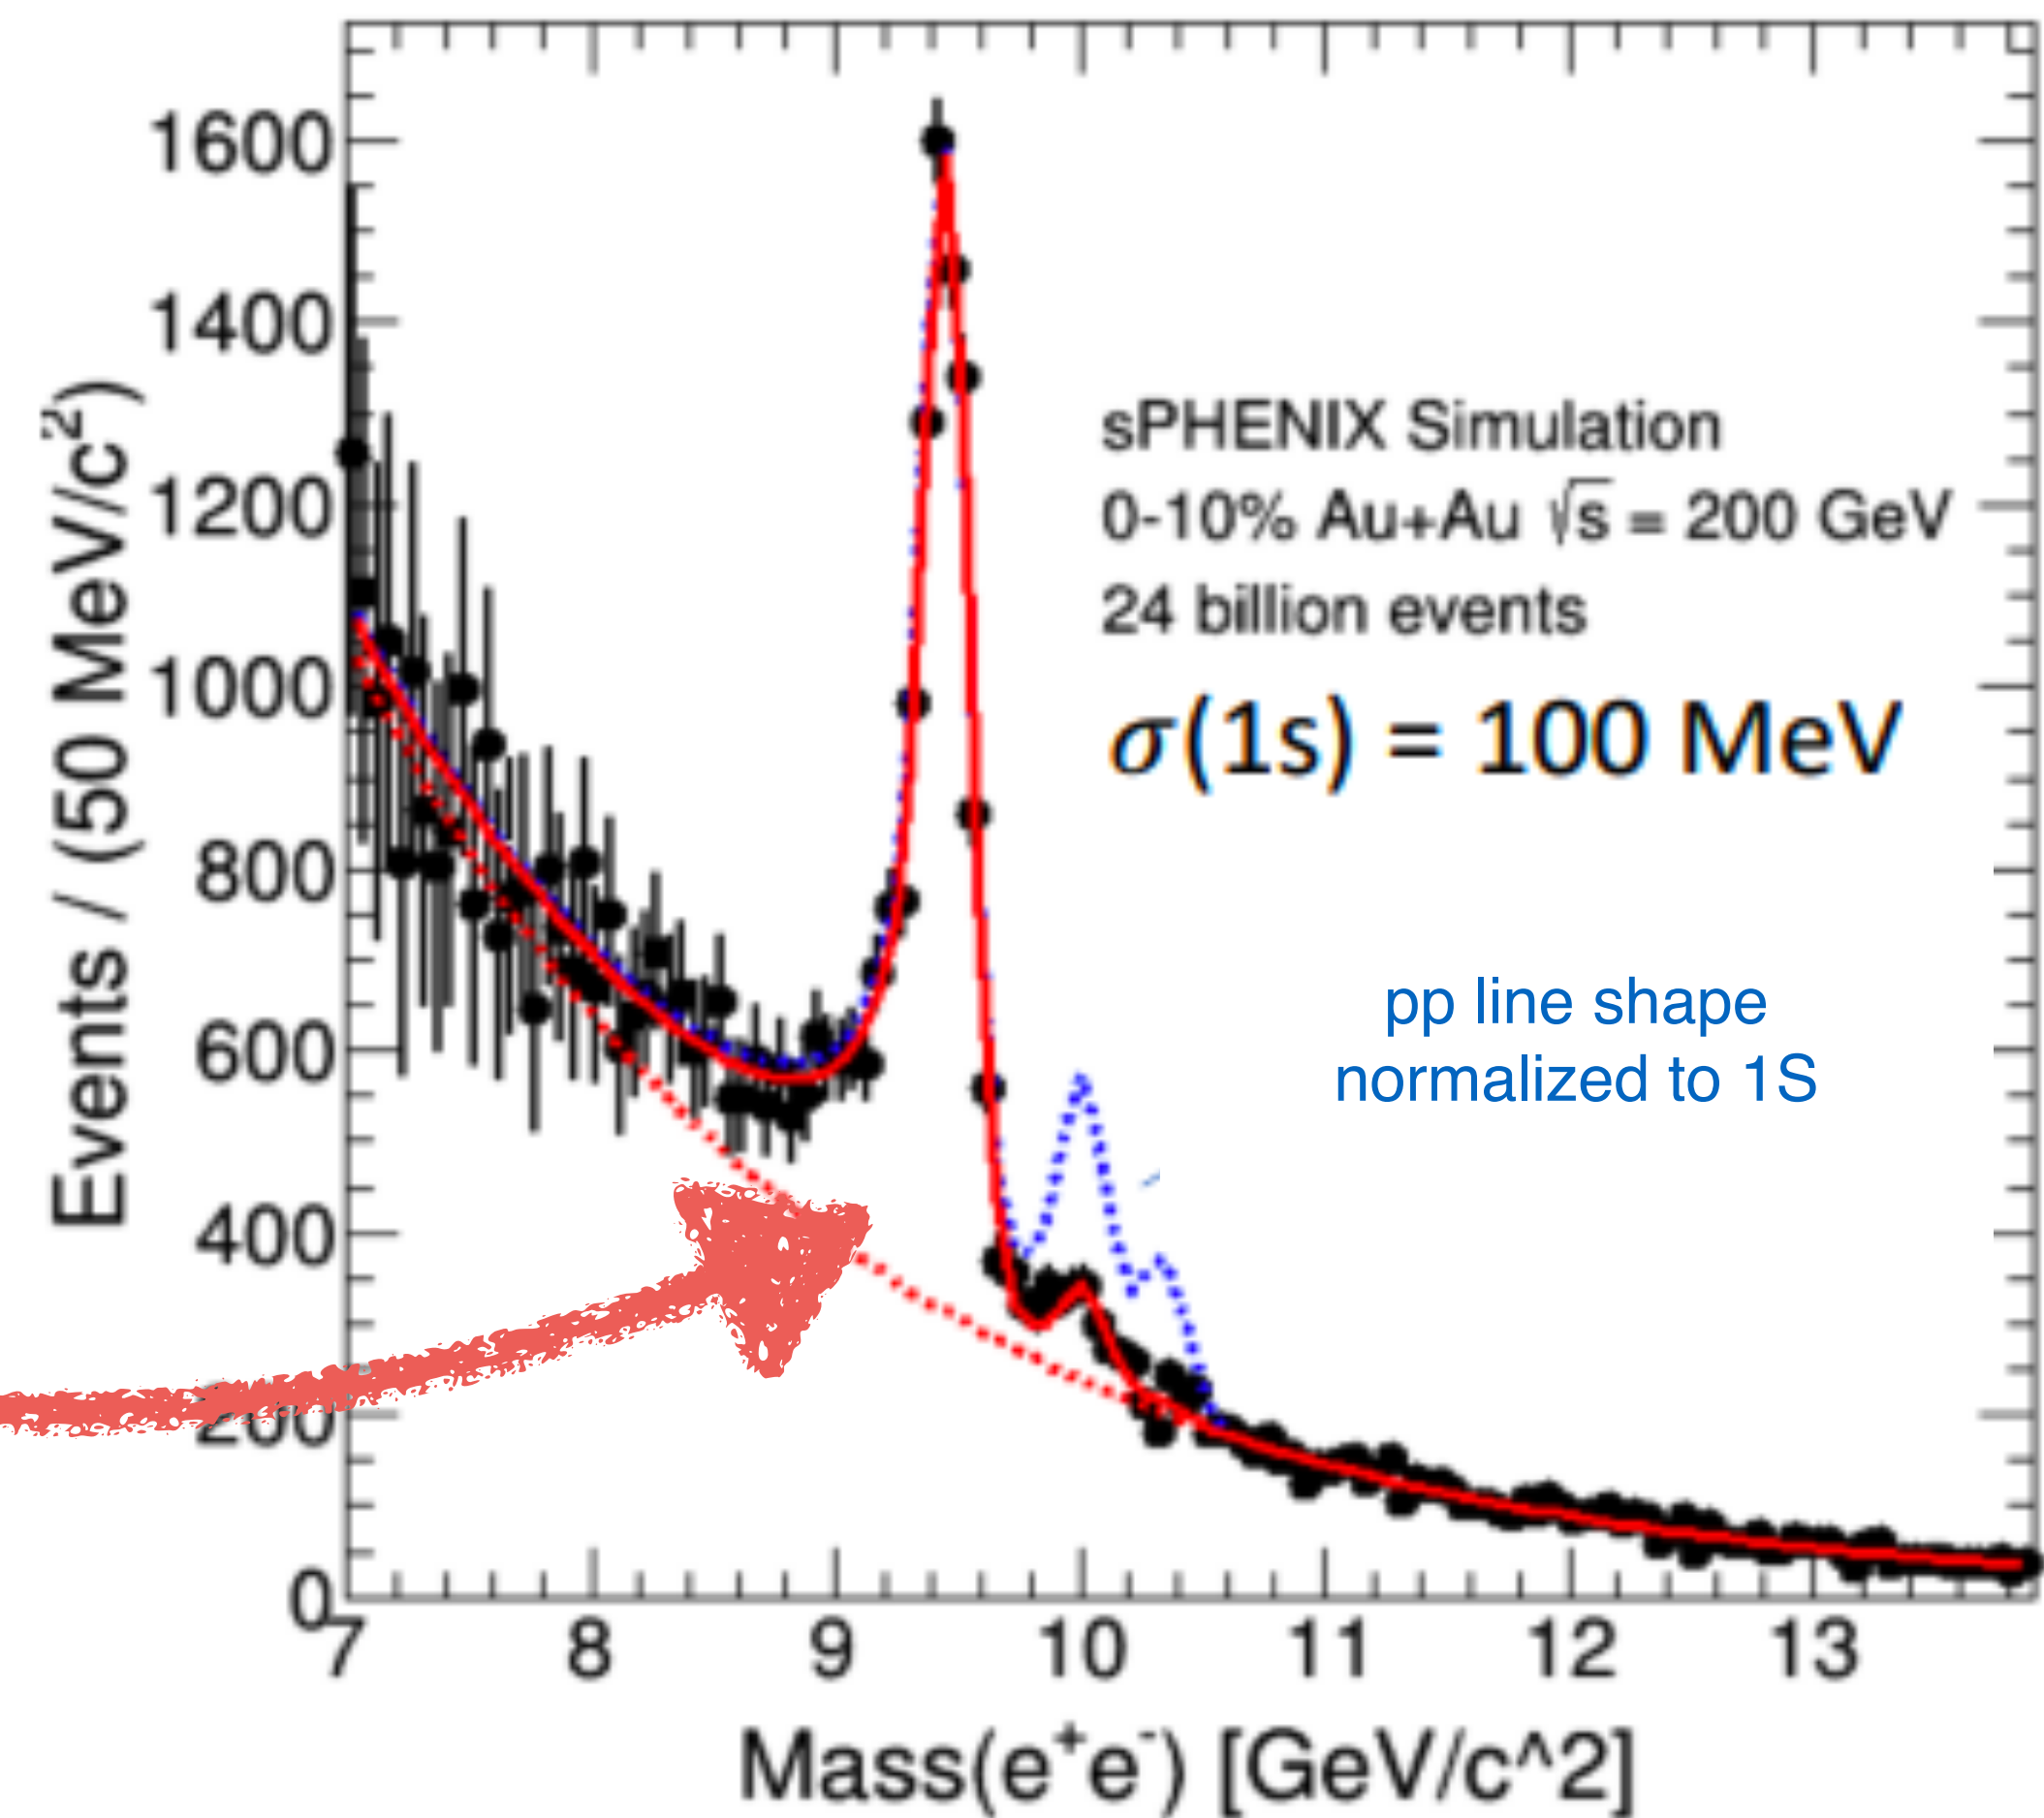 Events / (50 MeV/c²)
1600
1400
1200
1000
800
600
400
200
0
sPHENIX Simulation
0-10% Au+Au √s = 200 GeV
24 billion events
σ(1s) = 100 MeV
pp line shape
normalized to 1S
7 8 9 10 11 12 13
Mass(e⁺e⁻) [GeV/c^2]